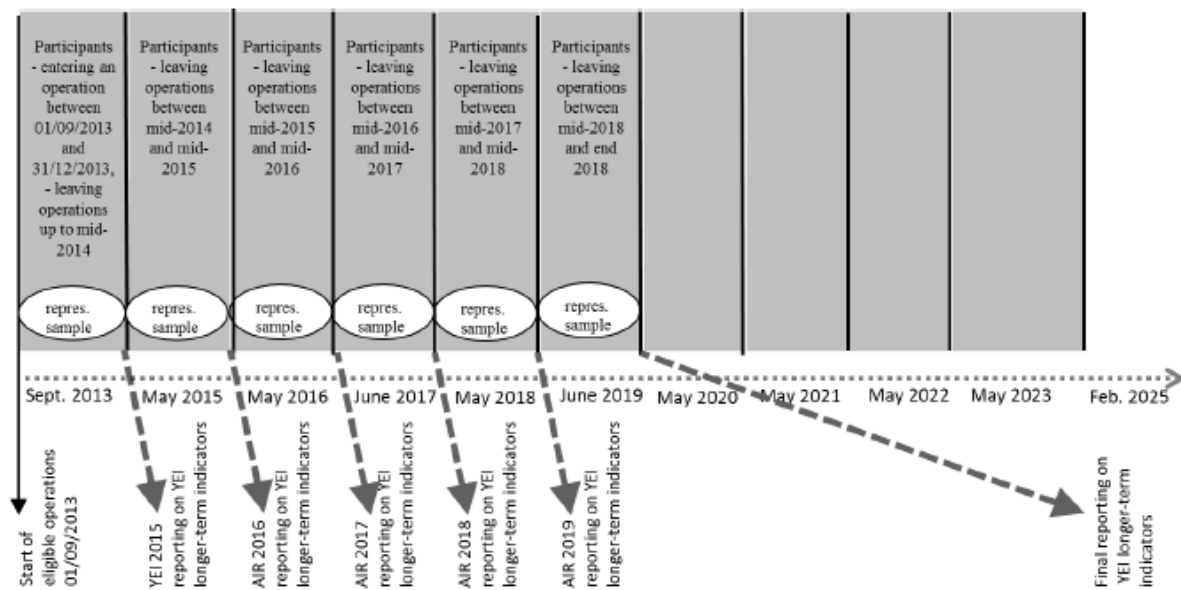 Participants
- entering an
operation
between
01/09/2013
and
31/12/2013,
- leaving
operations
up to mid-
2014
Participants
- leaving
operations
between
mid-2014
and mid-
2015
Participants
- leaving
operations
between
mid-2015
and mid-
2016
Participants
- leaving
operations
between
mid-2016
and mid-
2017
Participants
- leaving
operations
between
mid-2017
and mid-
2018
Participants
- leaving
operations
between
mid-2018
and end
2018
repres.
sample
repres.
sample
repres.
sample
repres.
sample
repres.
sample
repres.
sample
Sept. 2013
May 2015
May 2016
June 2017
May 2018
June 2019
May 2020
May 2021
May 2022
May 2023
Feb. 2025
Start of
eligible operations
01/09/2013
YEI 2015
reporting on YEI
longer-term indicators
AIR 2016
reporting on YEI
longer-term indicators
AIR 2017
reporting on YEI
longer-term indicators
AIR 2018
reporting on YEI
longer-term indicators
AIR 2019
reporting on YEI
longer-term indicators
Final reporting on
YEI longer-term
indicators